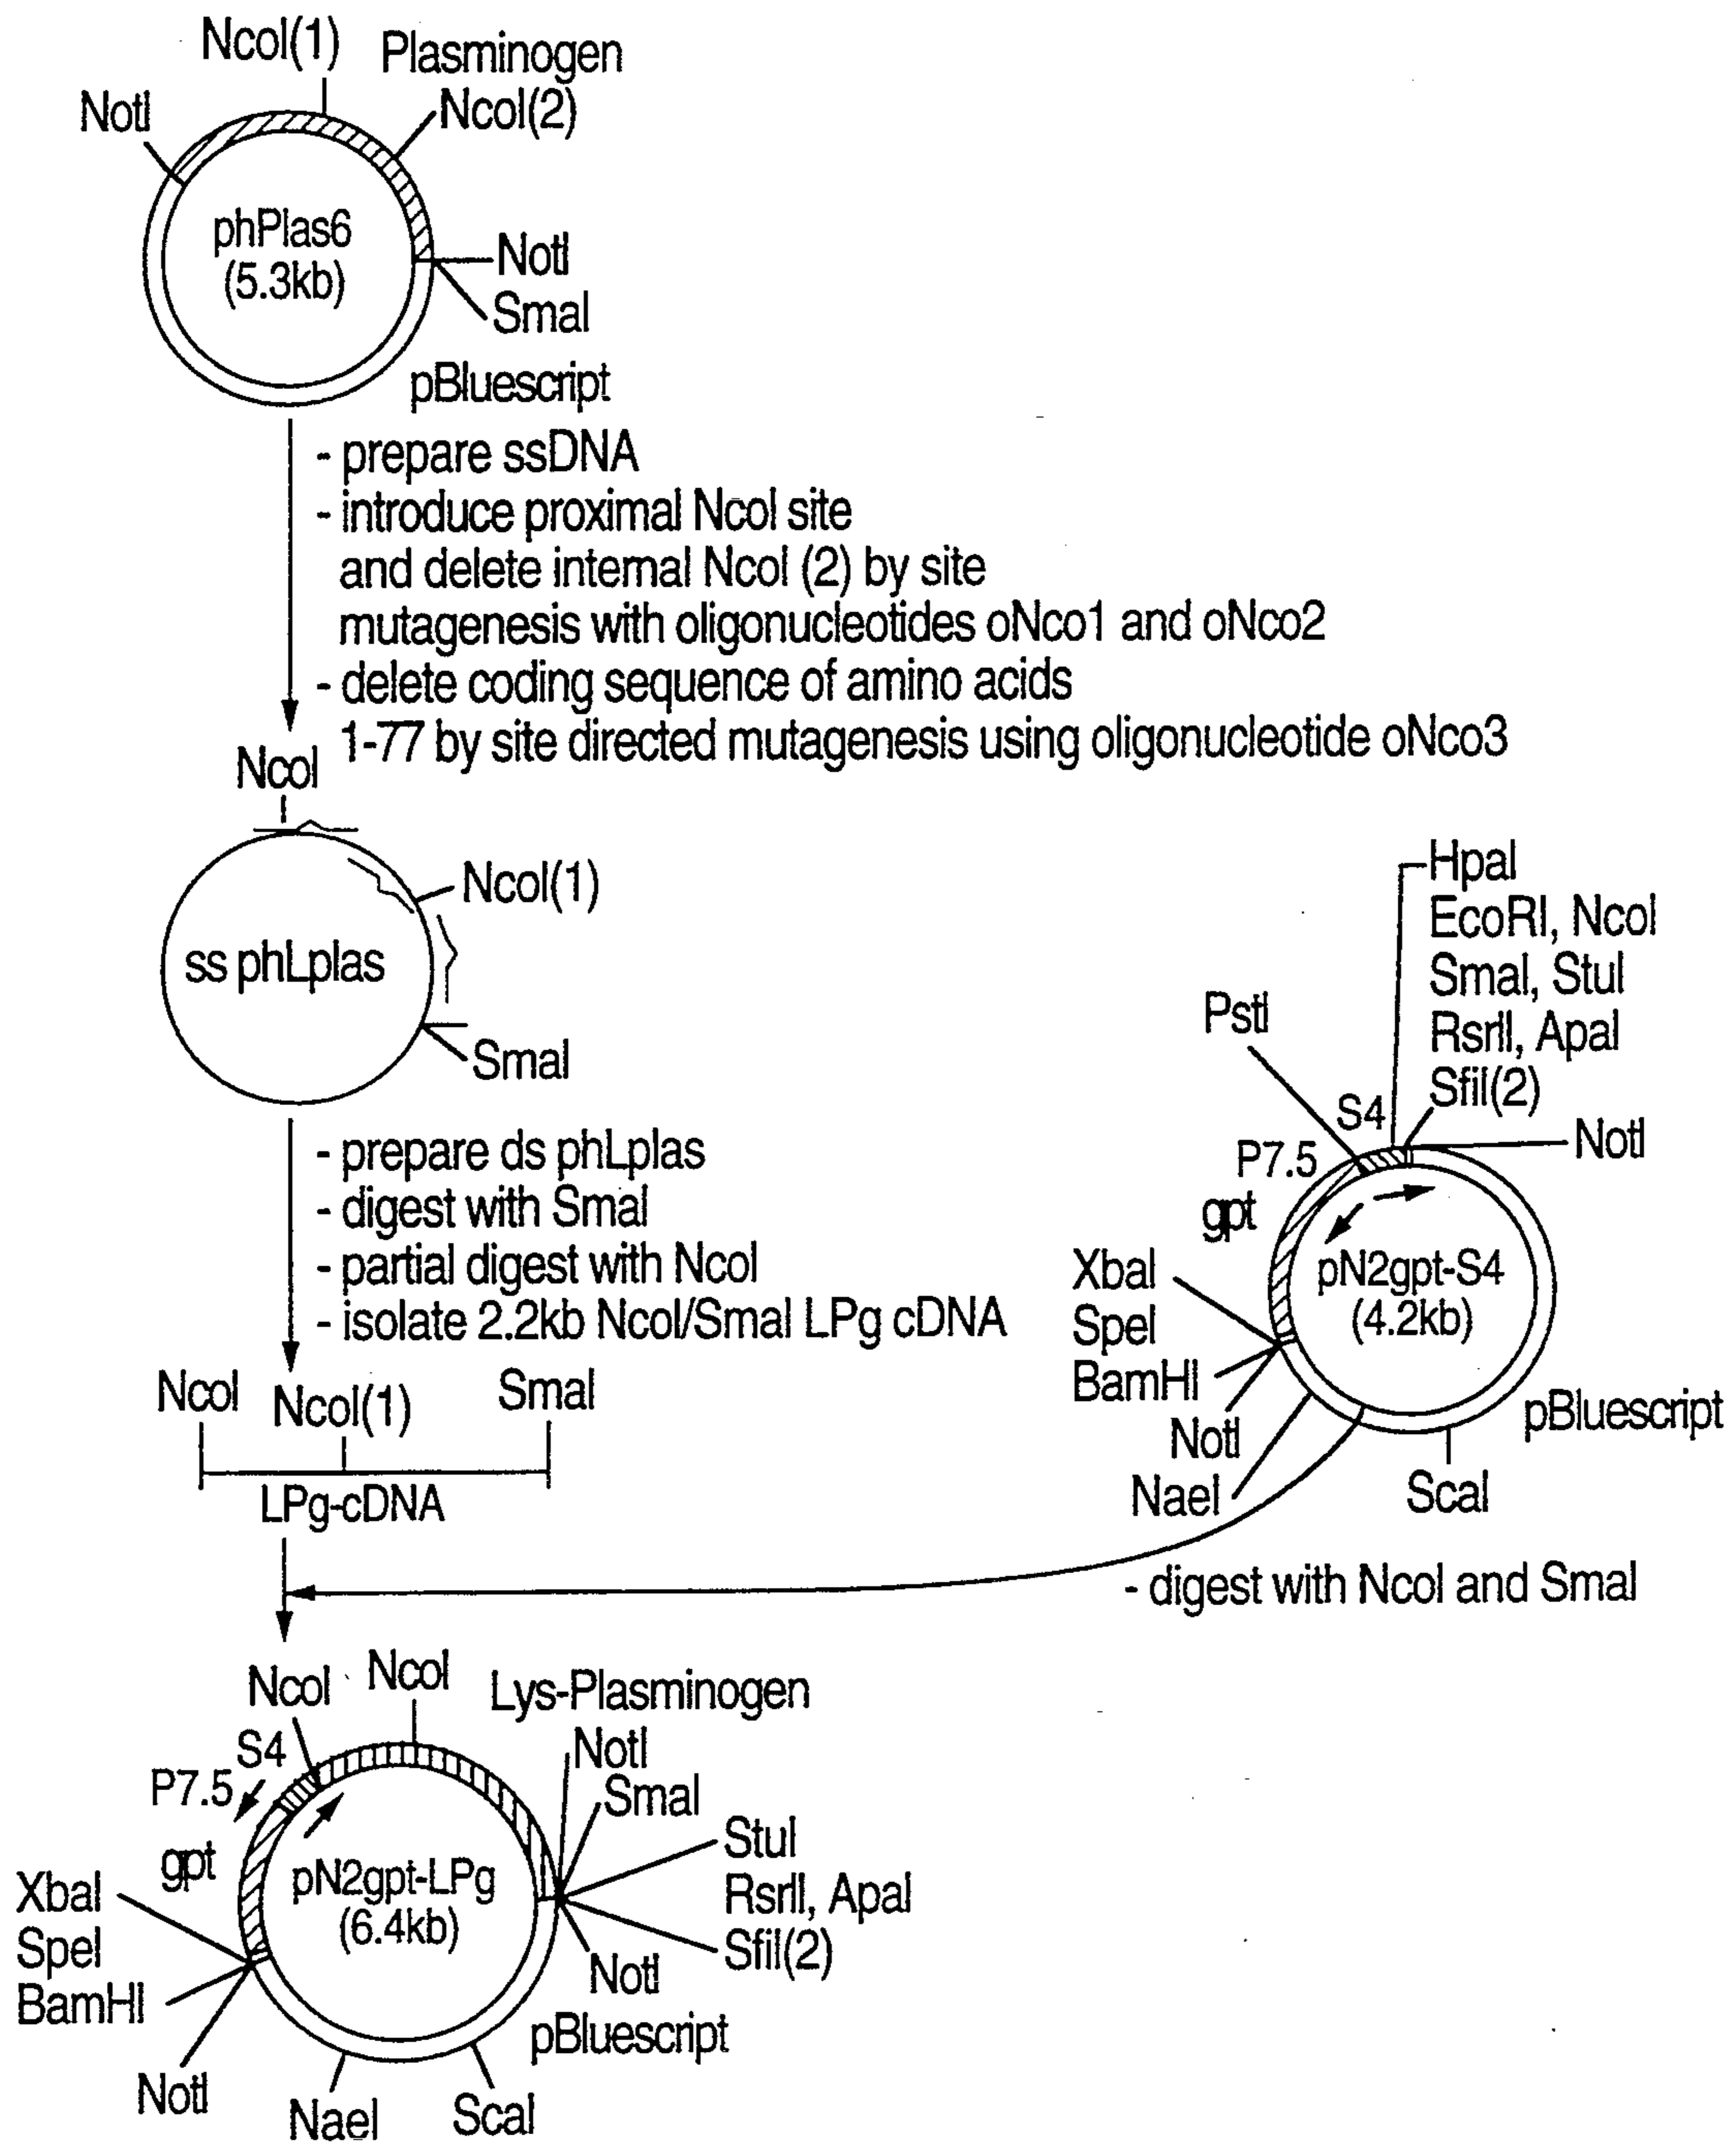 NcoI(1)
Plasminogen
NotI
NcoI(2)
phPlas6
(5.3kb)
NotI
SmaI
pBluescript
- prepare ssDNA
- introduce proximal NcoI site
and delete internal NcoI (2) by site
mutagenesis with oligonucleotides oNco1 and oNco2
- delete coding sequence of amino acids
1-77 by site directed mutagenesis using oligonucleotide oNco3
NcoI
NcoI(1)
ss phLplas
SmaI
- prepare ds phLplas
- digest with SmaI
- partial digest with NcoI
- isolate 2.2kb NcoI/SmaI LPg cDNA
HpaI
EcoRI, NcoI
SmaI, StuI
RsrII, ApaI
SfiI(2)
PstI
S4
NotI
P7.5
gpt
pN2gpt-S4
(4.2kb)
XbaI
SpeI
BamHI
NotI
NaeI
pBluescript
ScaI
NcoI
NcoI(1)
SmaI
LPg-cDNA
- digest with NcoI and SmaI
NcoI
NcoI
Lys-Plasminogen
S4
NotI
P7.5
SmaI
StuI
gpt
pN2gpt-LPg
(6.4kb)
RsrII, ApaI
XbaI
SpeI
SfiI(2)
BamHI
NotI
pBluescript
NotI
NaeI
ScaI